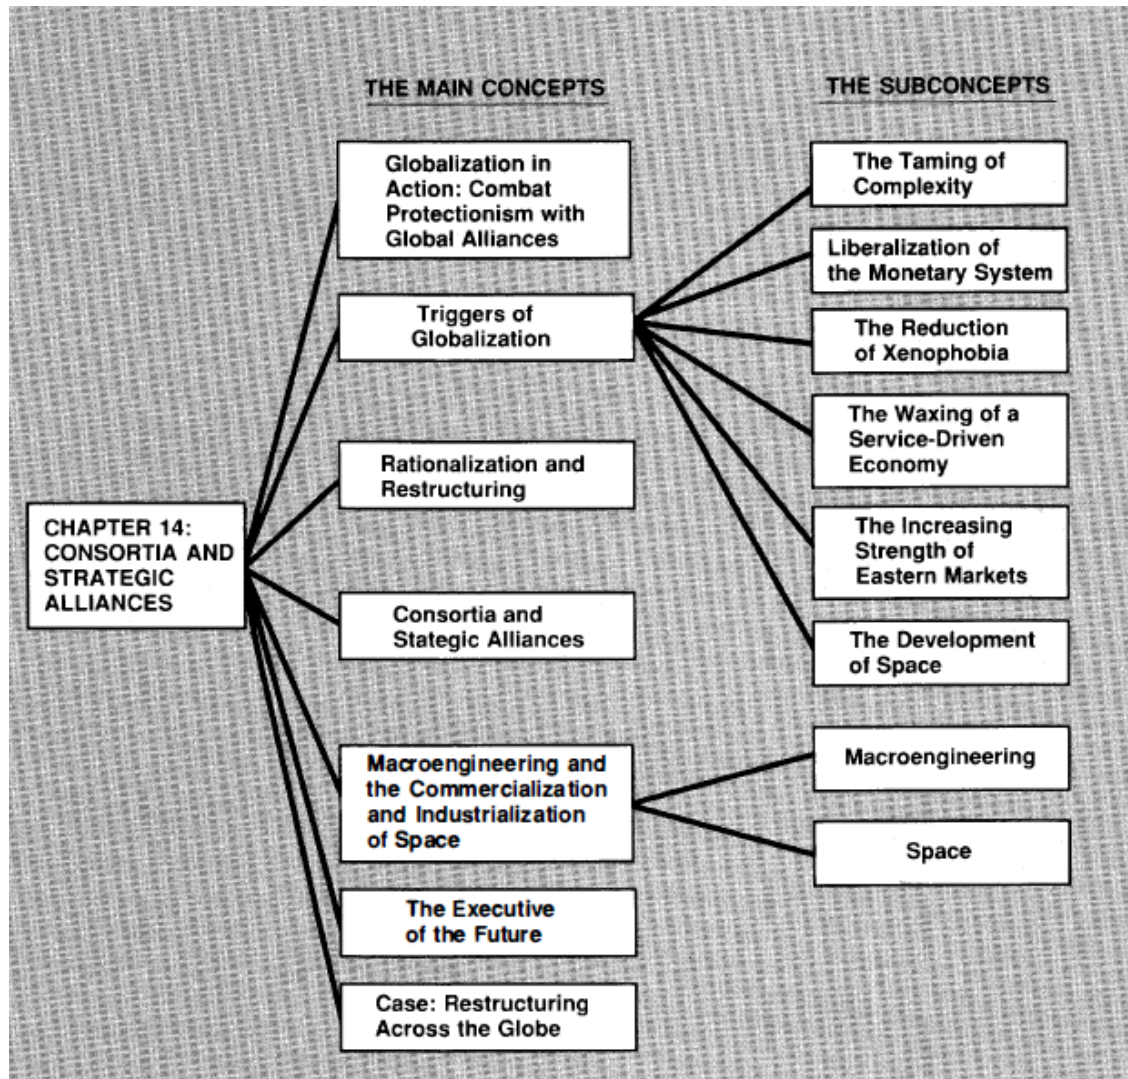 THE MAIN CONCEPTS
THE SUBCONCEPTS
CHAPTER 14:
CONSORTIA AND
STRATEGIC
ALLIANCES
Globalization in
Action: Combat
Protectionism with
Global Alliances
Triggers of
Globalization
Rationalization and
Restructuring
Consortia and
Stategic Alliances
Macroengineering and
the Commercialization
and Industrialization
of Space
The Executive
of the Future
Case: Restructuring
Across the Globe
The Taming of
Complexity
Liberalization of
the Monetary System
The Reduction
of Xenophobia
The Waxing of a
Service-Driven
Economy
The Increasing
Strength of
Eastern Markets
The Development
of Space
Macroengineering
Space